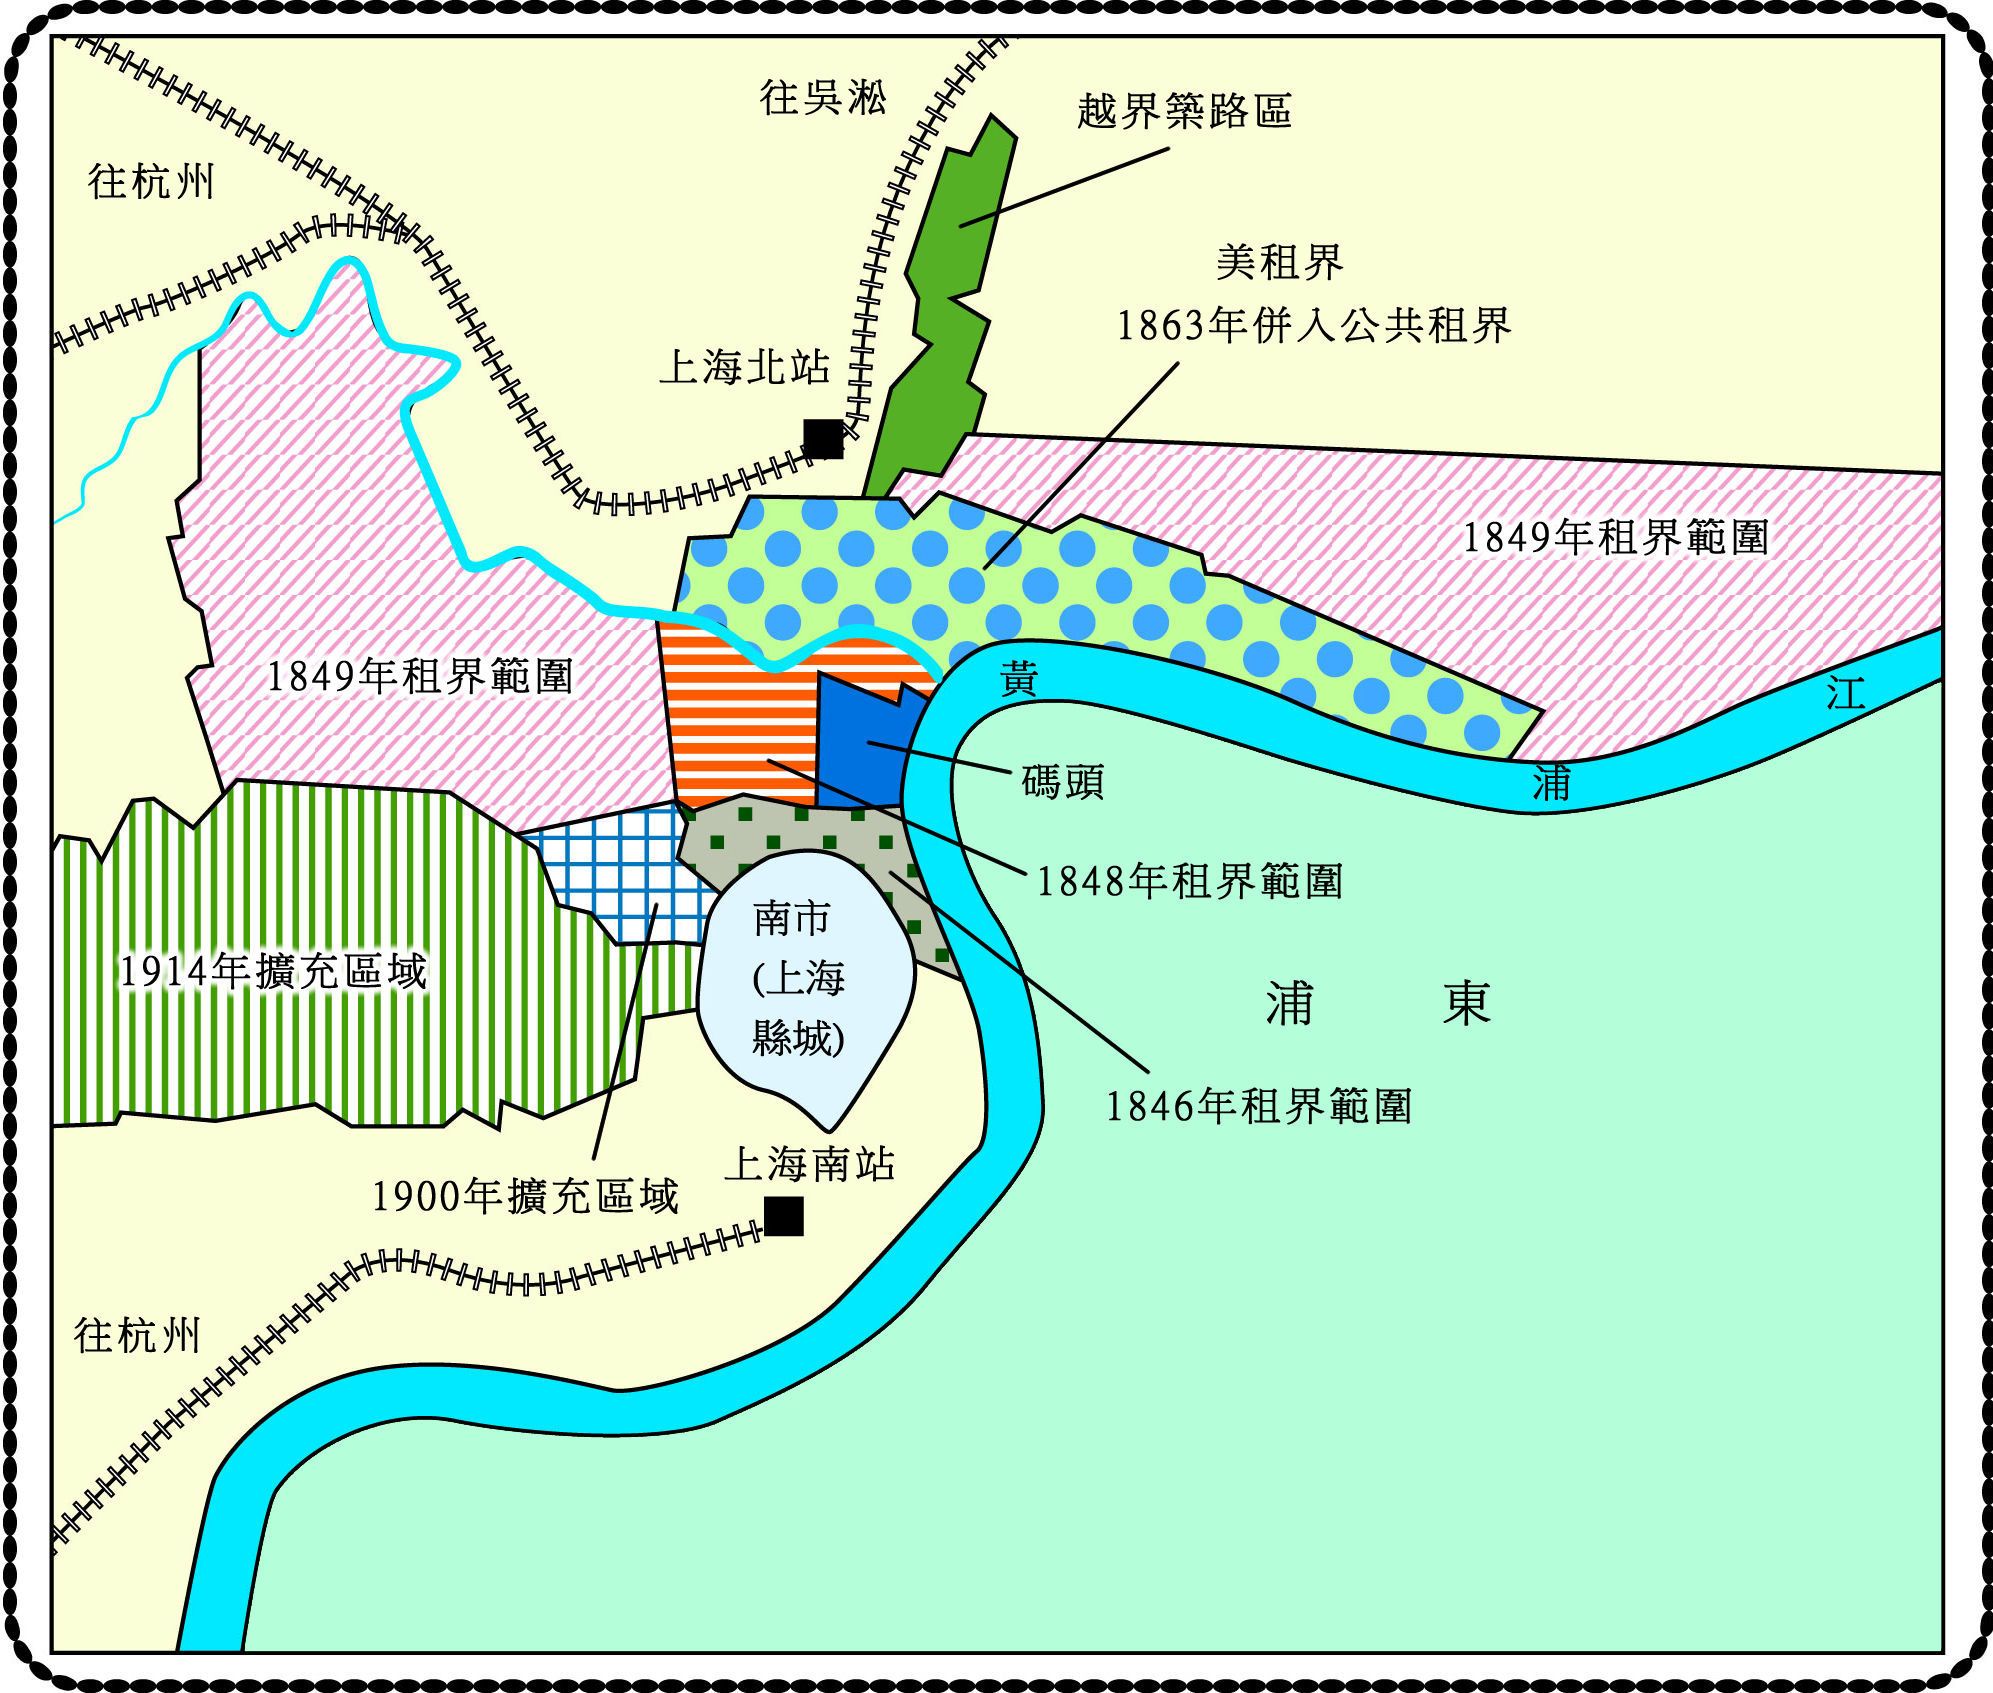 往吳淞
越界築路區
往杭州
美租界
1863年併入公共租界
上海北站
1849年租界範圍
1849年租界範圍
黃
江
浦
碼頭
1848年租界範圍
南市
(上海
縣城)
1914年擴充區域
浦東
1846年租界範圍
上海南站
1900年擴充區域
往杭州